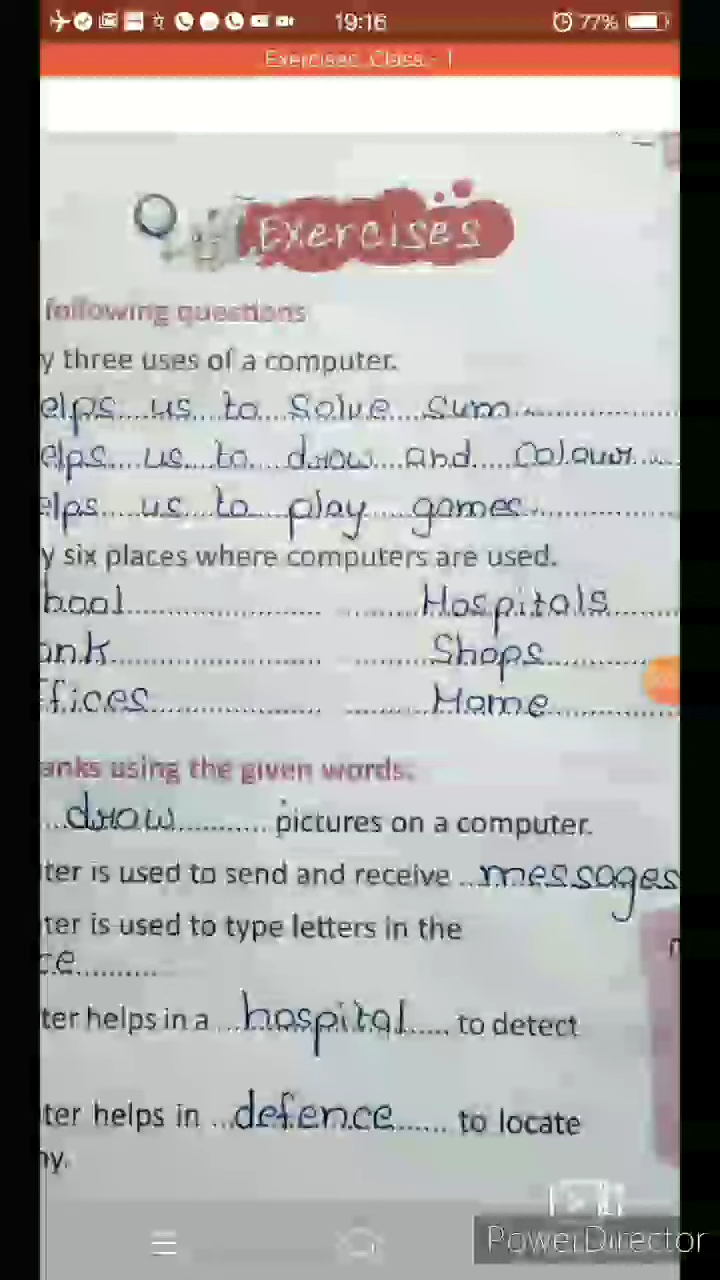 19:16
77%
Exercises Class - 1
Exercises
following questions
y three uses of a computer.
elps us to Solve Sum
elps us to draw and Colour
elps us to play games
y six places where computers are used.
hool Hospitals
ank Shops
ffices Home
anks using the given words.
draw pictures on a computer.
ter is used to send and receive messages
ter is used to type letters in the
ce
ter helps in a hospital to detect
ter helps in defence to locate
ny.
PowerDirector